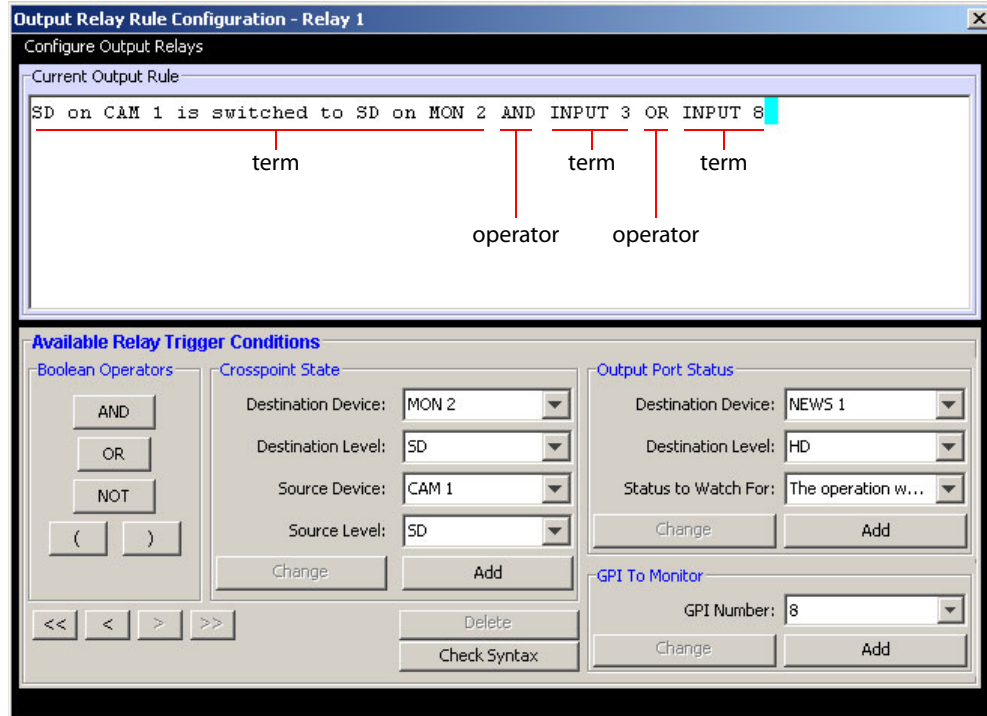 Output Relay Rule Configuration - Relay 1
Configure Output Relays
Current Output Rule
SD on CAM 1 is switched to SD on MON 2 AND INPUT 3 OR INPUT 8
term
term
term
operator
operator
Available Relay Trigger Conditions
Boolean Operators
AND
OR
NOT
(
)
Crosspoint State
Destination Device: MON 2
Destination Level: SD
Source Device: CAM 1
Source Level: SD
Change
Add
Output Port Status
Destination Device: NEWS 1
Destination Level: HD
Status to Watch For: The operation w...
Change
Add
GPI To Monitor
GPI Number: 8
Change
Add
<<
<
>
>>
Delete
Check Syntax